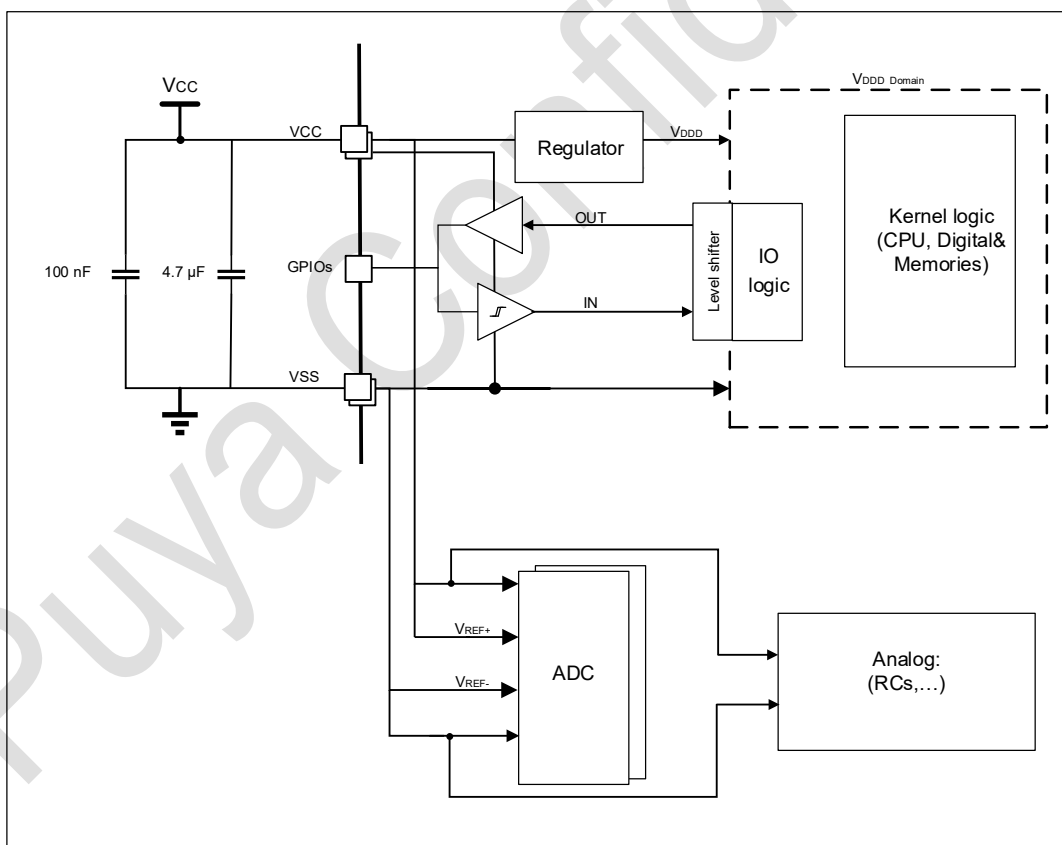 Puya Confid
VCC
VCC
100 nF
4.7 µF
GPIOs
VSS
Regulator
VDDD
VDDD Domain
OUT
IN
Level shifter
IO
logic
Kernel logic
(CPU, Digital&
Memories)
VREF+
VREF-
ADC
Analog:
(RCs,…)